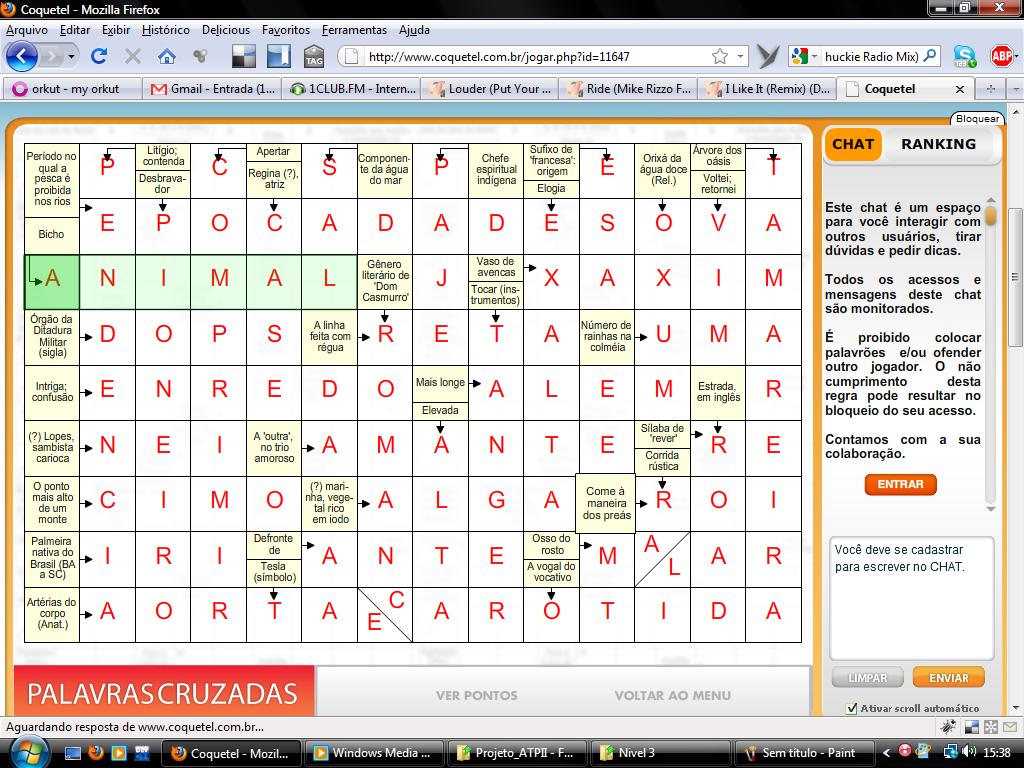 Coquetel - Mozilla Firefox
Arquivo Editar Exibir Histórico Delicious Favoritos Ferramentas Ajuda
TAG http://www.coquetel.com.br/jogar.php?id=11647 huckie Radio Mix) ABP
orkut - my orkut Gmail - Entrada (1... 1CLUB.FM - Intern... Louder (Put Your ... Ride (Mike Rizzo F... I Like It (Remix) (D... Coquetel
Bloquear
CHAT RANKING
Período no qual a pesca é proibida nos rios
P
Litígio; contenda
Desbravador
C
Apertar
Regina (?), atriz
S
Componente da água do mar
P
Chefe espiritual indígena
Sufixo de 'francesa': origem
Elogia
E
Orixá da água doce (Rel.)
Árvore dos oásis
Voltei; retornei
T
Bicho
E P O C A D A D E S O V A
A N I M A L
Gênero literário de 'Dom Casmurro'
J
Vaso de avencas
Tocar (instrumentos)
X A X I M
Órgão da Ditadura Militar (sigla)
D O P S
A linha feita com régua
R E T A
Número de rainhas na colméia
U M A
Intriga; confusão
E N R E D O
Mais longe
Elevada
A L E M
Estrada, em inglês
R
(?) Lopes, sambista carioca
N E I
A 'outra', no trio amoroso
A M A N T E
Sílaba de 'rever'
Corrida rústica
R E
O ponto mais alto de um monte
C I M O
(?) marinha, vegetal rico em iodo
A L G A
Come à maneira dos preás
R O I
Palmeira nativa do Brasil (BA a SC)
I R I
Defronte de
Tesla (símbolo)
A N T E
Osso do rosto
A vogal do vocativo
M A L A R
Artérias do corpo (Anat.)
A O R T A E C A R O T I D A
Este chat é um espaço
para você interagir com
outros usuários, tirar
dúvidas e pedir dicas.
Todos os acessos e
mensagens deste chat
são monitorados.
É proibido colocar
palavrões e/ou ofender
outro jogador. O não
cumprimento desta
regra pode resultar no
bloqueio do seu acesso.
Contamos com a sua
colaboração.
ENTRAR
Você deve se cadastrar
para escrever no CHAT.
LIMPAR ENVIAR
Ativar scroll automático
PALAVRAS CRUZADAS VER PONTOS VOLTAR AO MENU
Aguardando resposta de www.coquetel.com.br...
Coquetel - Mozil... Windows Media ... Projeto_ATPII - F... Nivel 3 Sem título - Paint 15:38